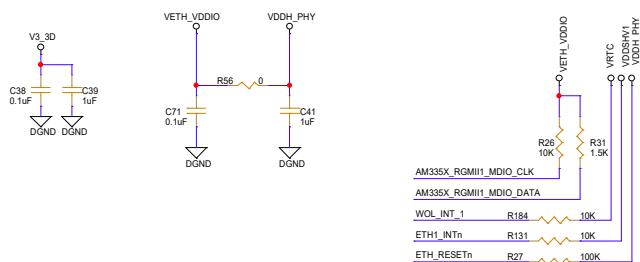 VETH_VDDIO
VDDH_PHY
V3_3D
R56 0
C38
0.1uF
C39
1uF
DGND
DGND
C71
0.1uF
C41
1uF
DGND
DGND
VETH_VDDIO
VRTC
VDDSHV1
VDDH_PHY
R26
10K
R31
1.5K
AM335X_RGMII1_MDIO_CLK
AM335X_RGMII1_MDIO_DATA
WOL_INT_1 R184 10K
ETH1_INTn R131 10K
ETH_RESETn R27 100K